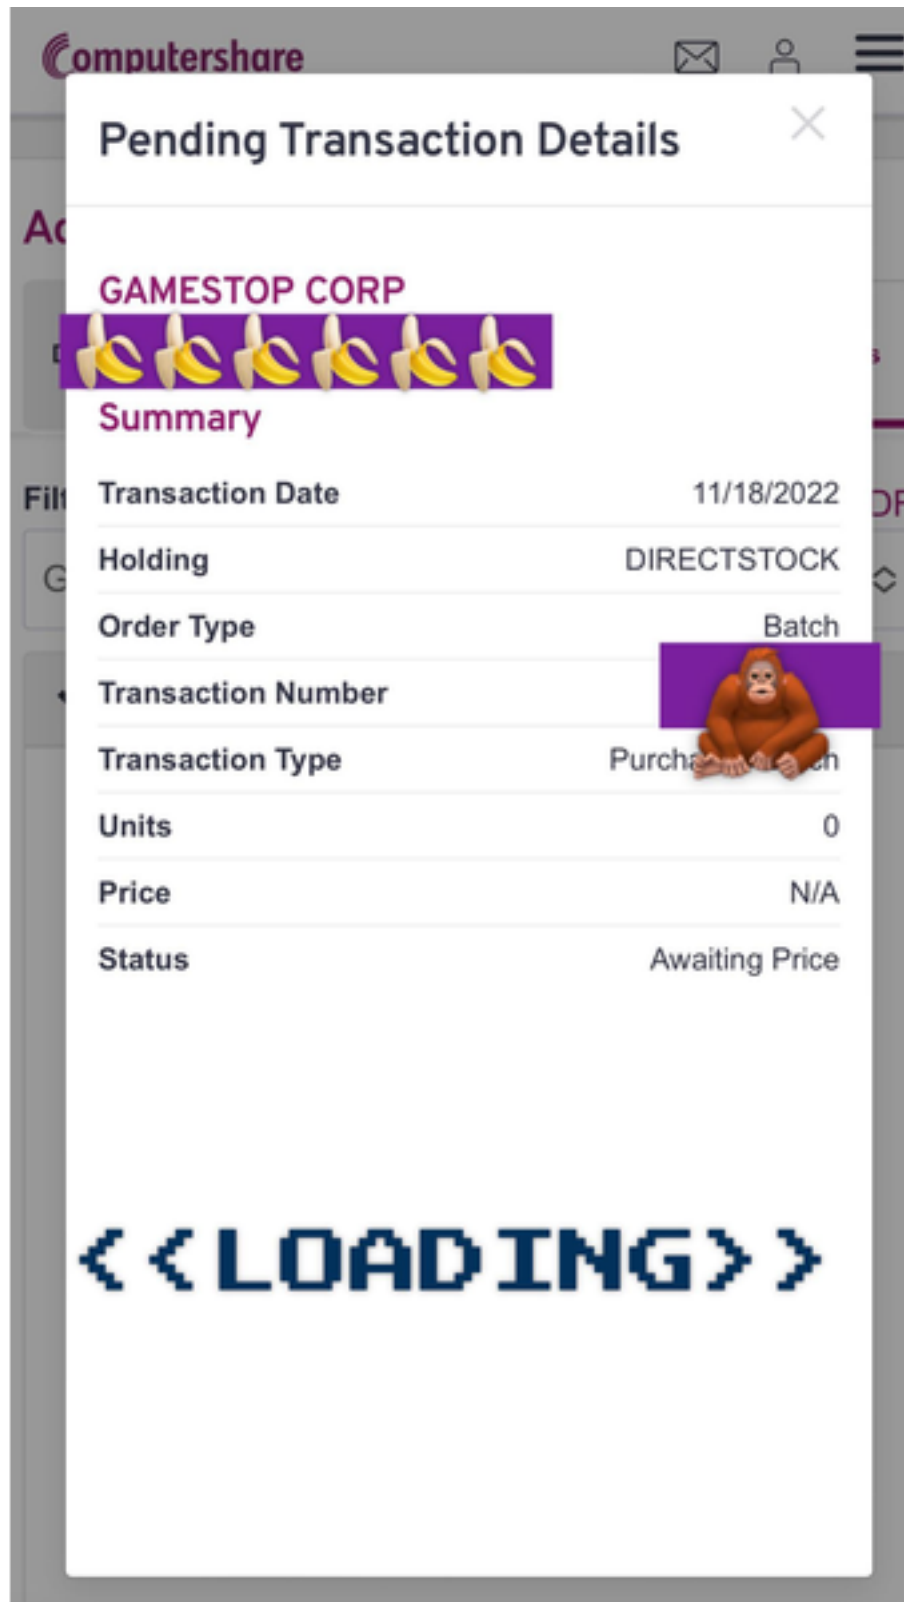 Computershare
Pending Transaction Details
GAMESTOP CORP
Summary
Transaction Date 11/18/2022
Holding DIRECTSTOCK
Order Type Batch
Transaction Number
Transaction Type
Units 0
Price N/A
Status Awaiting Price
<<LOADING>>